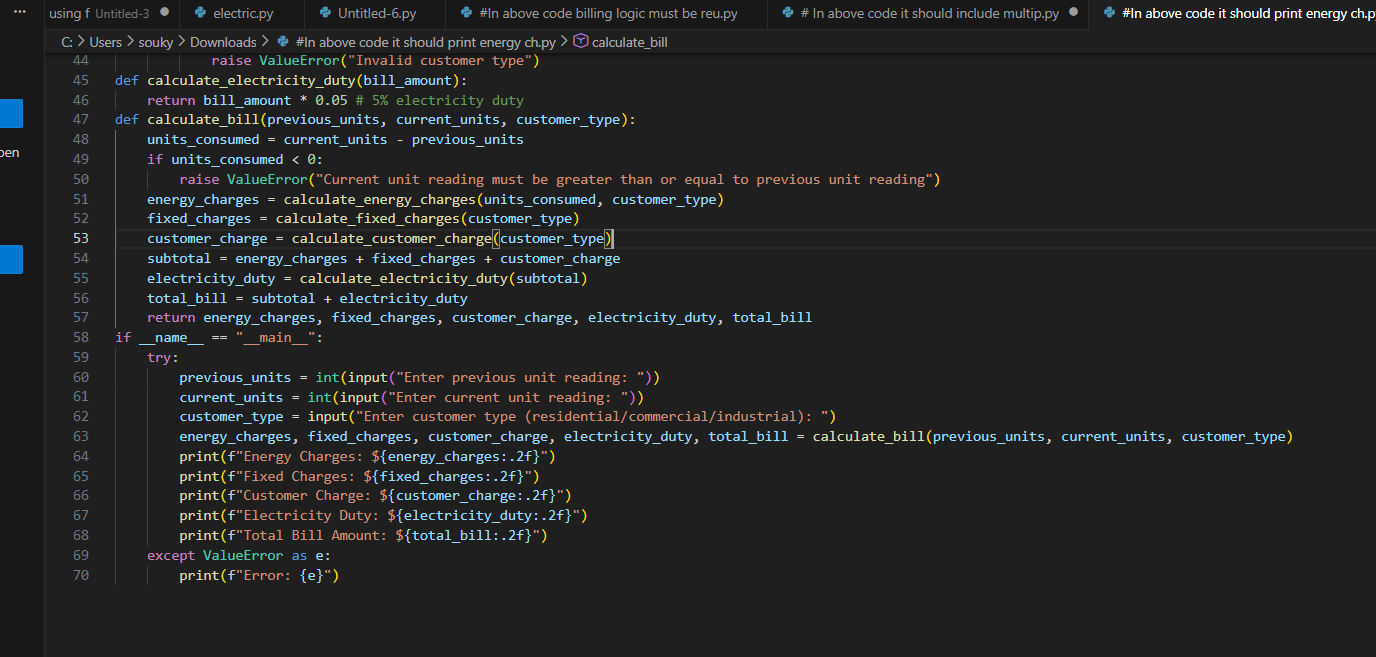 using f Untitled-3 electric.py Untitled-6.py #In above code billing logic must be reu.py # In above code it should include multip.py #In above code it should print energy ch.p
C: > Users > souky > Downloads > #In above code it should print energy ch.py > calculate_bill
44 raise ValueError("Invalid customer type")
45 def calculate_electricity_duty(bill_amount):
46 return bill_amount * 0.05 # 5% electricity duty
47 def calculate_bill(previous_units, current_units, customer_type):
48 units_consumed = current_units - previous_units
49 if units_consumed < 0:
50 raise ValueError("Current unit reading must be greater than or equal to previous unit reading")
51 energy_charges = calculate_energy_charges(units_consumed, customer_type)
52 fixed_charges = calculate_fixed_charges(customer_type)
53 customer_charge = calculate_customer_charge(customer_type)
54 subtotal = energy_charges + fixed_charges + customer_charge
55 electricity_duty = calculate_electricity_duty(subtotal)
56 total_bill = subtotal + electricity_duty
57 return energy_charges, fixed_charges, customer_charge, electricity_duty, total_bill
58 if __name__ == "__main__":
59 try:
60 previous_units = int(input("Enter previous unit reading: "))
61 current_units = int(input("Enter current unit reading: "))
62 customer_type = input("Enter customer type (residential/commercial/industrial): ")
63 energy_charges, fixed_charges, customer_charge, electricity_duty, total_bill = calculate_bill(previous_units, current_units, customer_type)
64 print(f"Energy Charges: ${energy_charges:.2f}")
65 print(f"Fixed Charges: ${fixed_charges:.2f}")
66 print(f"Customer Charge: ${customer_charge:.2f}")
67 print(f"Electricity Duty: ${electricity_duty:.2f}")
68 print(f"Total Bill Amount: ${total_bill:.2f}")
69 except ValueError as e:
70 print(f"Error: {e}")